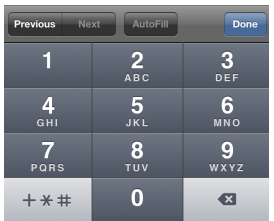 Previous Next AutoFill Done
1 2 3
ABC DEF
4 5 6
GHI JKL MNO
7 8 9
PQRS TUV WXYZ
+*# 0